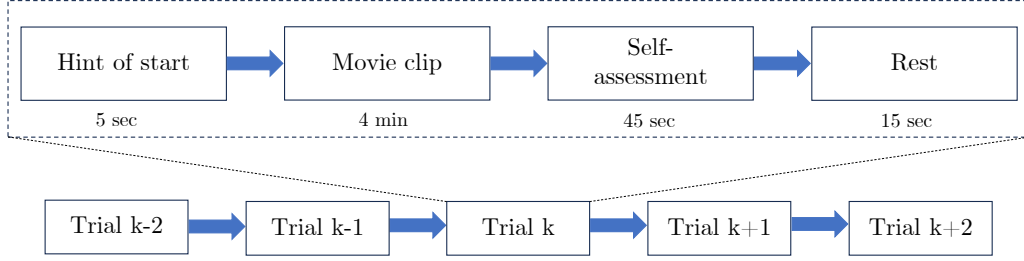 Hint of start
Movie clip
Self-
assessment
Rest
5 sec
4 min
45 sec
15 sec
Trial k-2
Trial k-1
Trial k
Trial k+1
Trial k+2